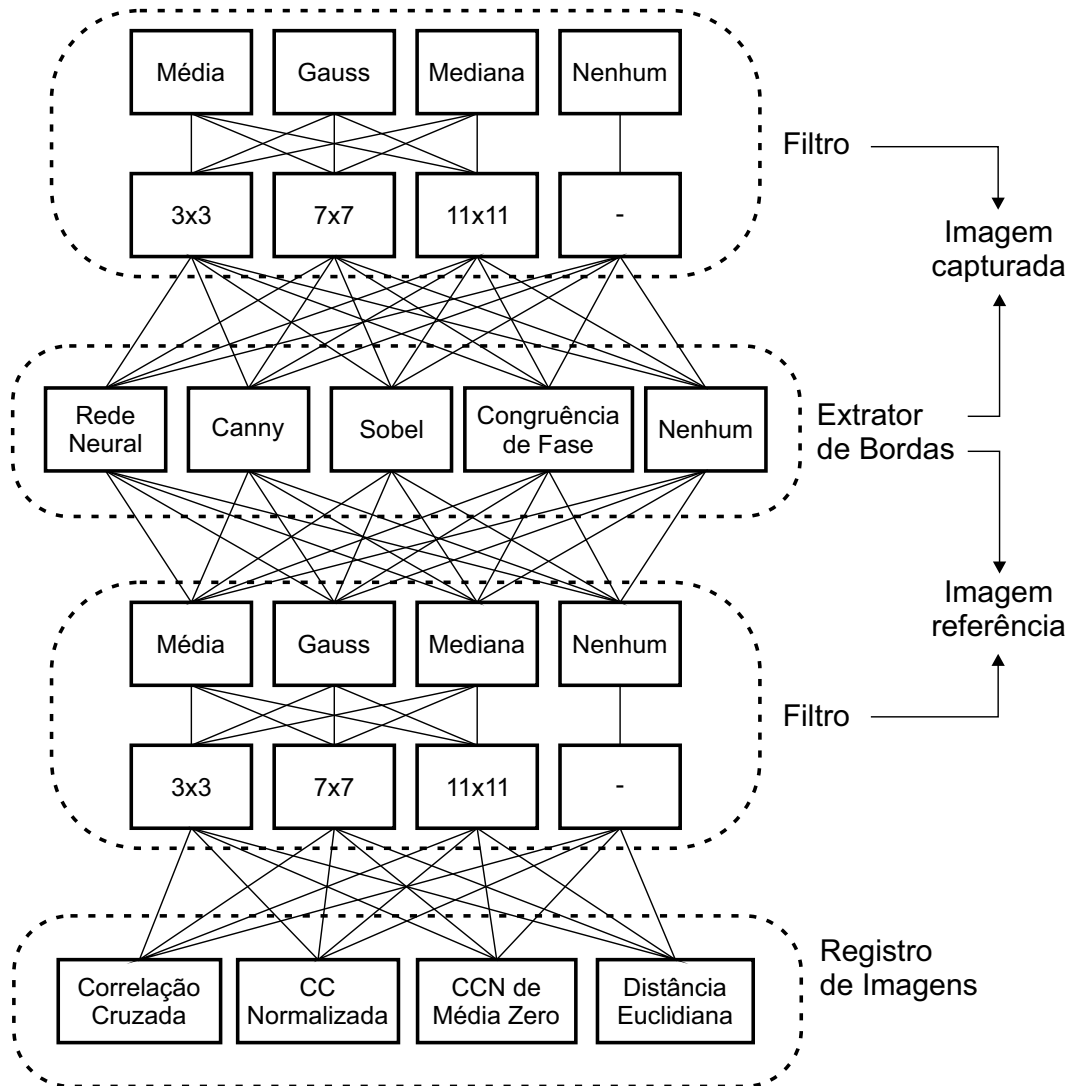 Média
Gauss
Mediana
Nenhum
Filtro
3x3
7x7
11x11
-
Imagem
capturada
Rede
Neural
Canny
Sobel
Congruência
de Fase
Nenhum
Extrator
de Bordas
Média
Gauss
Mediana
Nenhum
Imagem
referência
Filtro
3x3
7x7
11x11
-
Registro
de Imagens
Correlação
Cruzada
CC
Normalizada
CCN de
Média Zero
Distância
Euclidiana